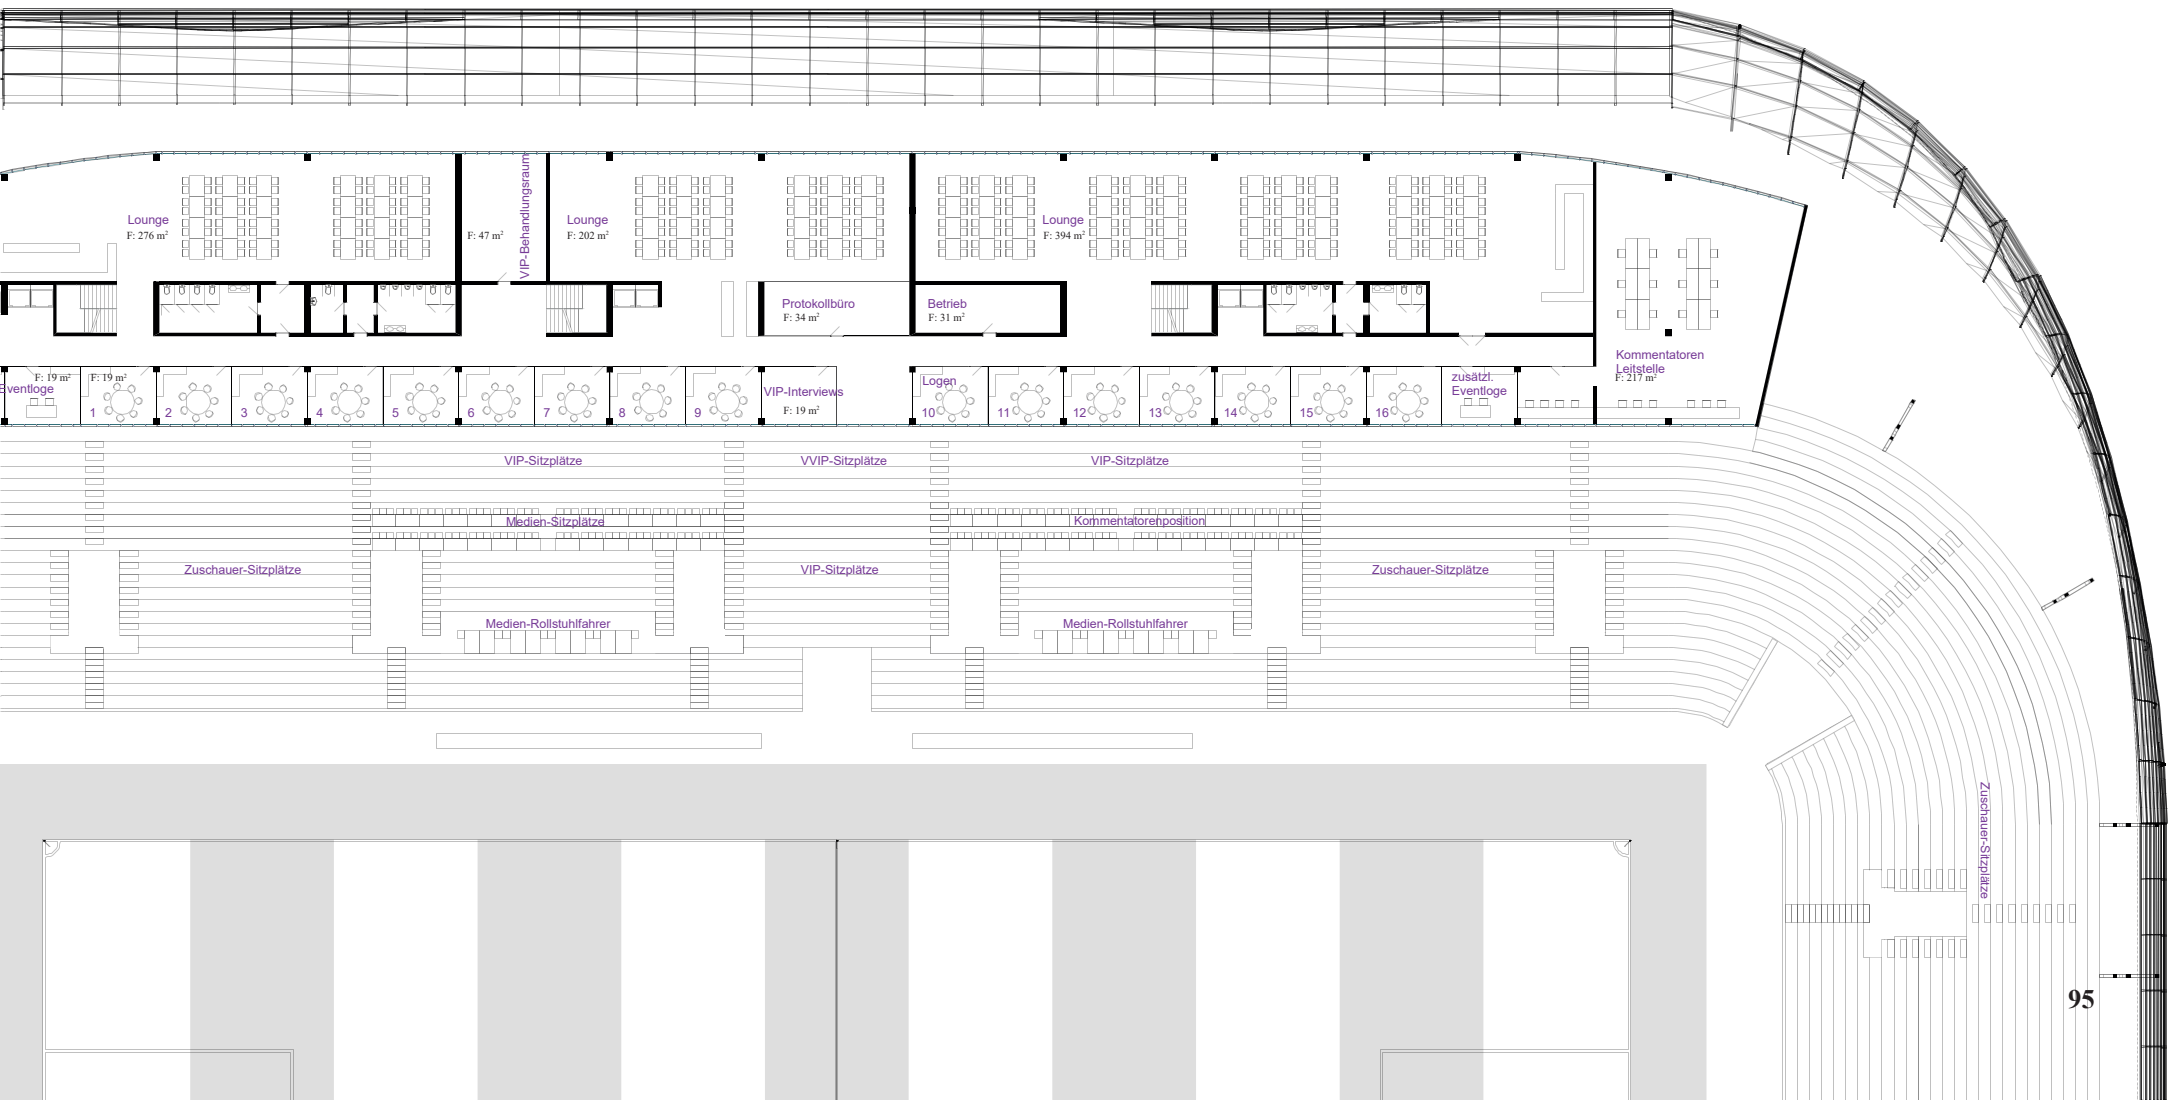 VIP-Behandlungsraum
Lounge
F: 276 m²
F: 47 m²
Lounge
F: 202 m²
Lounge
F: 394 m²
Protokollbüro
F: 34 m²
Betrieb
F: 31 m²
Kommentatoren
Leitstelle
F: 217 m²
F: 19 m²
Eventloge
F: 19 m²
1
2
3
4
5
6
7
8
9
VIP-Interviews
F: 19 m²
Logen
10
11
12
13
14
15
16
zusätzl.
Eventloge
VIP-Sitzplätze
VVIP-Sitzplätze
VIP-Sitzplätze
Medien-Sitzplätze
Kommentatorenposition
Zuschauer-Sitzplätze
VIP-Sitzplätze
Zuschauer-Sitzplätze
Medien-Rollstuhlfahrer
Medien-Rollstuhlfahrer
Zuschauer-Sitzplätze
95